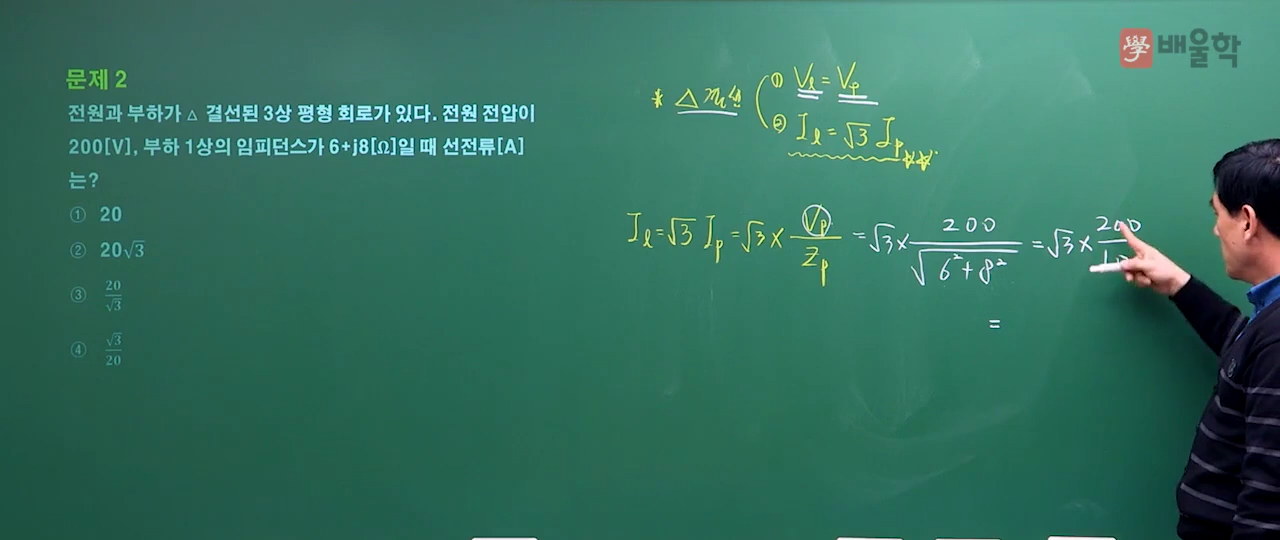 學 배울학
문제 2
전원과 부하가 △ 결선된 3상 평형 회로가 있다. 전원 전압이
200[V], 부하 1상의 임피던스가 6+j8[Ω]일 때 선전류[A]
는?
① 20
② 20√3
③ 20/√3
④ √3/20
① Vl = Vp
* △
② Il = √3 Ip
Il = √3 Ip = √3 × Vp/Zp = √3 × 200/√(6²+8²) = √3 × 200/10
=